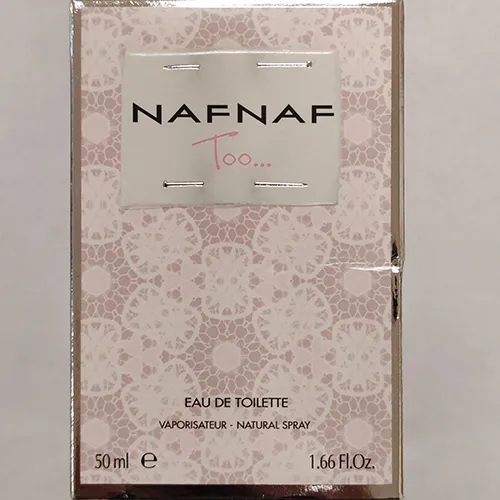 NAFNAF
Too...
EAU DE TOILETTE
VAPORISATEUR - NATURAL SPRAY
50 ml ℮ 1.66 Fl.Oz.